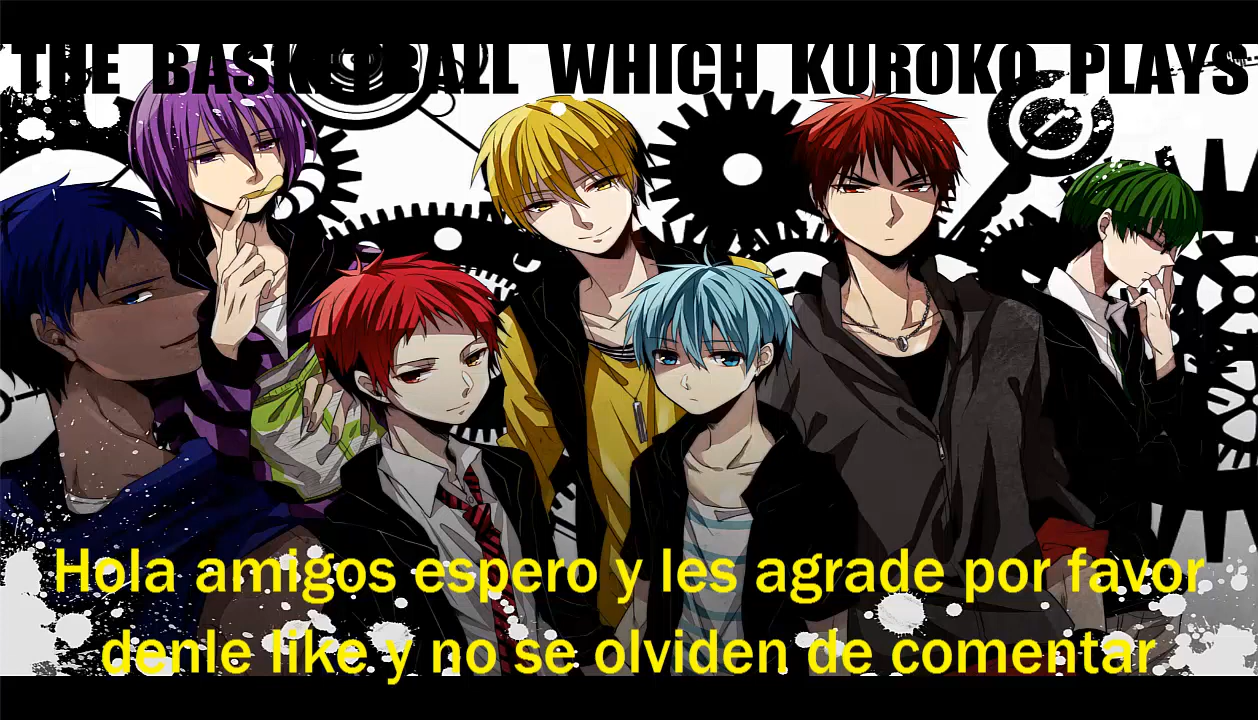 THE BASKETBALL WHICH KUROKO PLAYS
Hola amigos espero y les agrade por favor
denle like y no se olviden de comentar